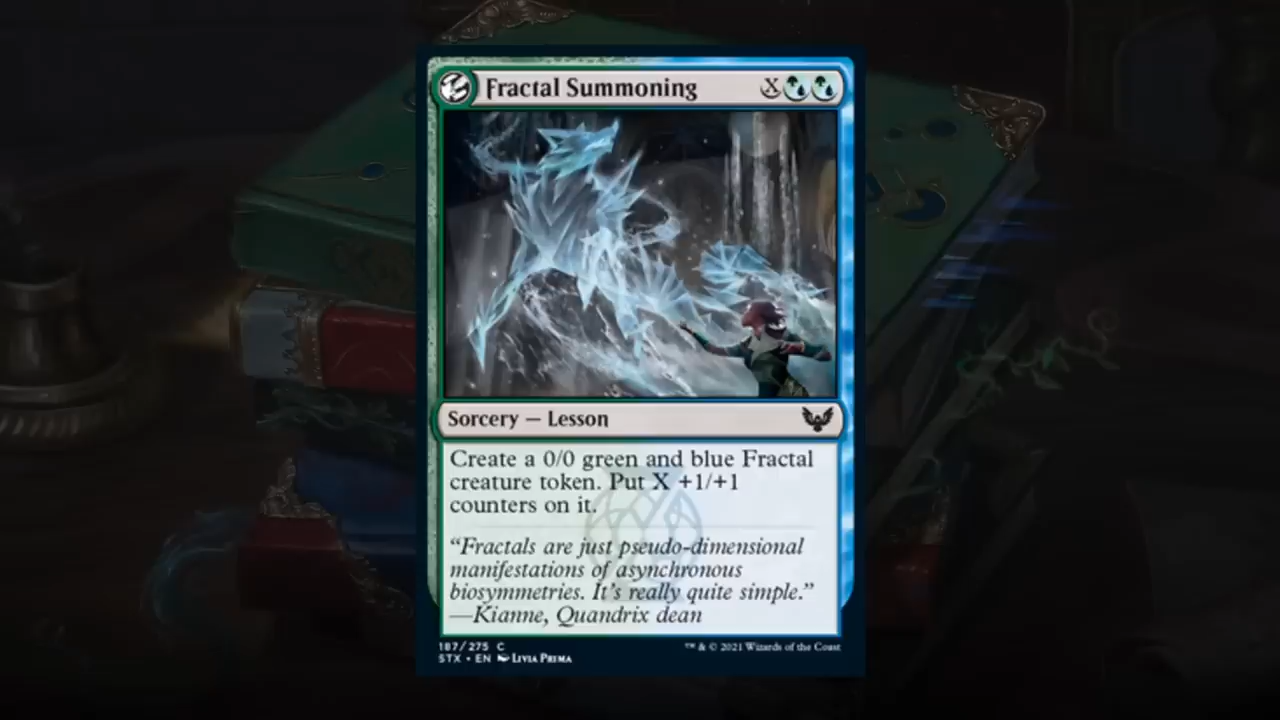 Fractal Summoning X
Sorcery — Lesson
Create a 0/0 green and blue Fractal
creature token. Put X +1/+1
counters on it.
“Fractals are just pseudo-dimensional
manifestations of asynchronous
biosymmetries. It’s really quite simple.”
—Kianne, Quandrix dean
187/275 C
STX • EN LIVIA PRIMA
™ & © 2021 Wizards of the Coast